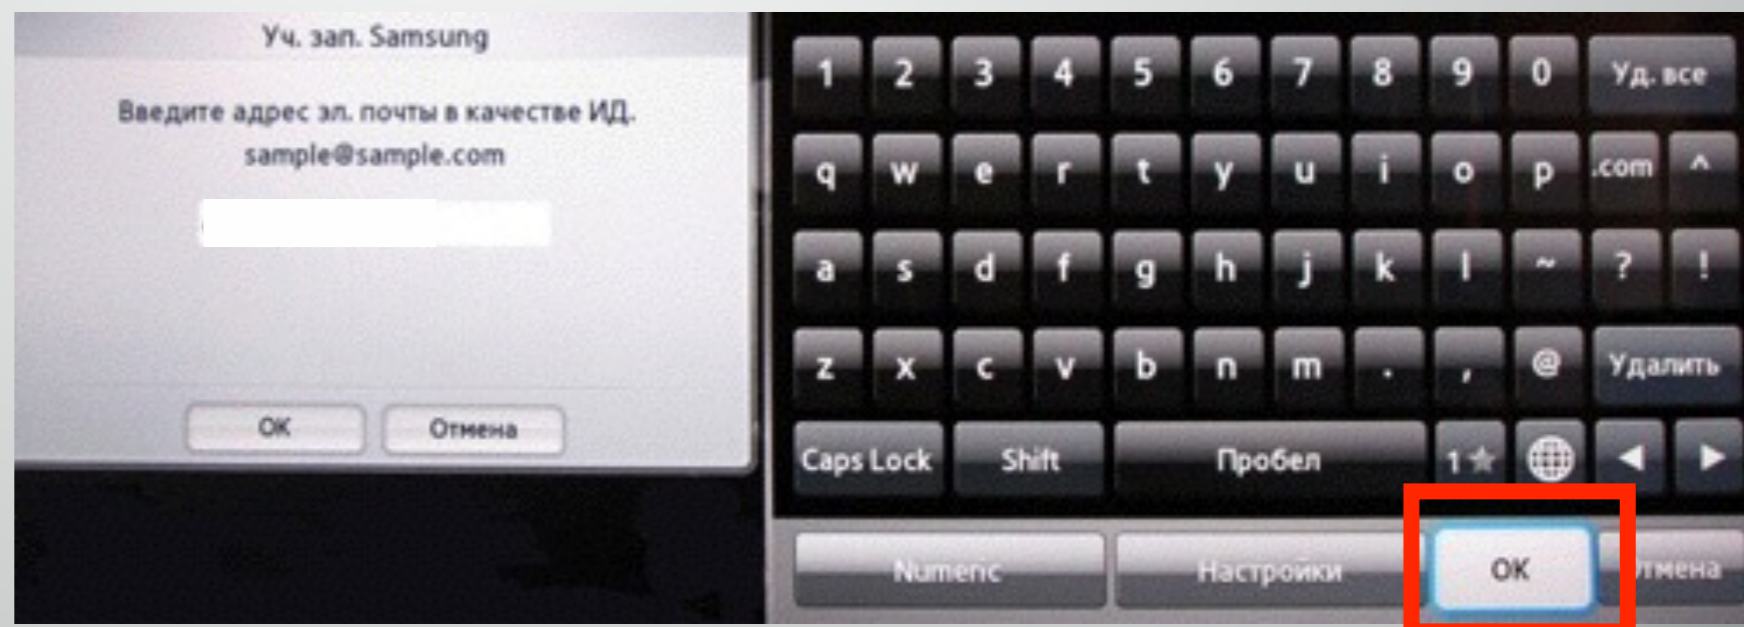 Уч. зап. Samsung
Введите адрес эл. почты в качестве ИД.
sample@sample.com
OK Отмена
1 2 3 4 5 6 7 8 9 0 Уд. все
q w e r t y u i o p .com ^
a s d f g h j k l ~ ? !
z x c v b n m . , @ Удалить
Caps Lock Shift Пробел 1★ ◀ ▶
Numeric Настройки OK тмена